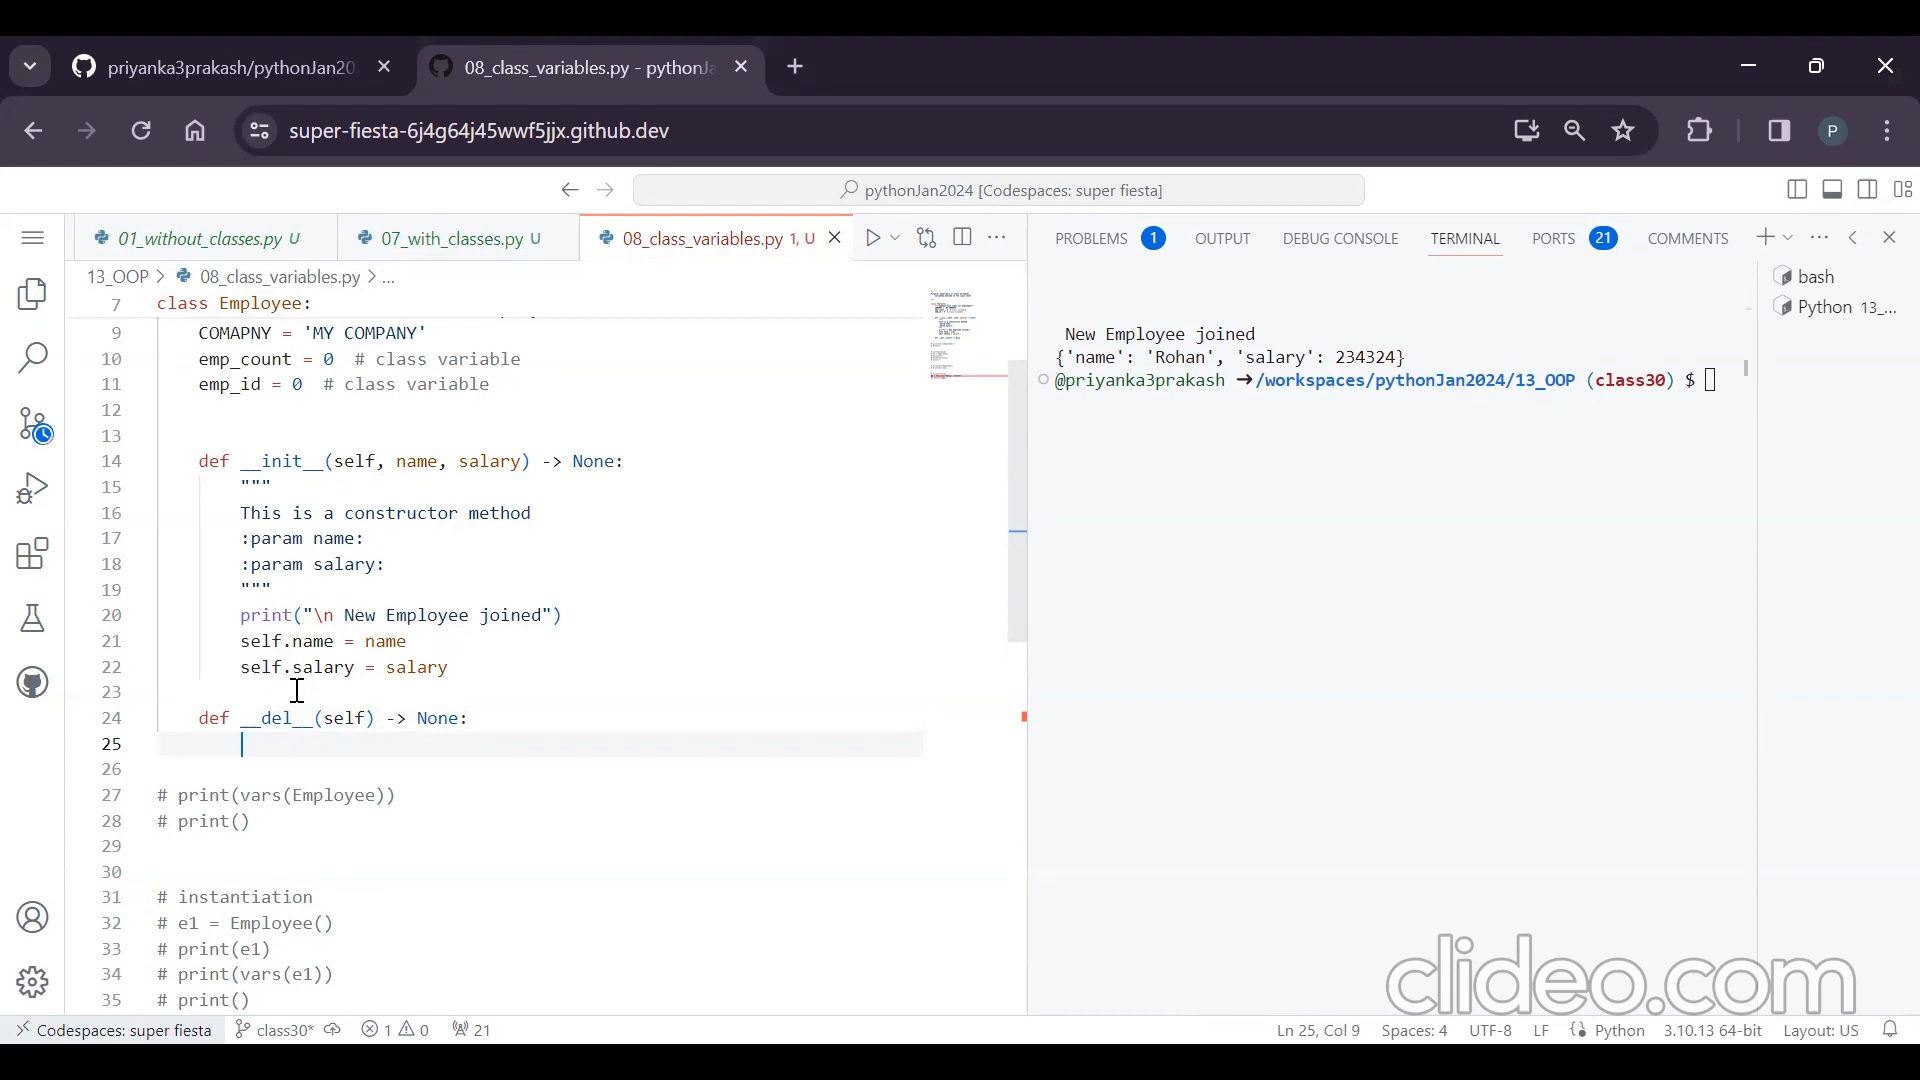 priyanka3prakash/pythonJan20
08_class_variables.py - pythonJa
super-fiesta-6j4g64j45wwf5jjx.github.dev
P
pythonJan2024 [Codespaces: super fiesta]
01_without_classes.py U
07_with_classes.py U
08_class_variables.py 1, U
PROBLEMS 1 OUTPUT DEBUG CONSOLE TERMINAL PORTS 21 COMMENTS
13_OOP > 08_class_variables.py > ...
7 class Employee:
9 COMAPNY = 'MY COMPANY'
10 emp_count = 0 # class variable
11 emp_id = 0 # class variable
12
13
14 def __init__(self, name, salary) -> None:
15 """
16 This is a constructor method
17 :param name:
18 :param salary:
19 """
20 print("\n New Employee joined")
21 self.name = name
22 self.salary = salary
23
24 def __del__(self) -> None:
25
26
27 # print(vars(Employee))
28 # print()
29
30
31 # instantiation
32 # e1 = Employee()
33 # print(e1)
34 # print(vars(e1))
35 # print()
New Employee joined
{'name': 'Rohan', 'salary': 234324}
@priyanka3prakash →/workspaces/pythonJan2024/13_OOP (class30) $
bash
Python 13_...
clideo.com
Codespaces: super fiesta class30* 1 0 21
Ln 25, Col 9 Spaces: 4 UTF-8 LF Python 3.10.13 64-bit Layout: US